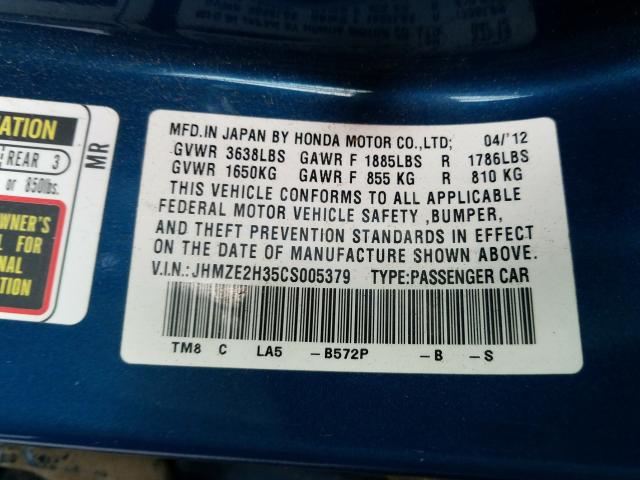 ATION
REAR 3
or 850lbs.
MR
WNER'S
L FOR
NAL
TION
MFD.IN JAPAN BY HONDA MOTOR CO.,LTD; 04/'12
GVWR 3638LBS GAWR F 1885LBS R 1786LBS
GVWR 1650KG GAWR F 855 KG R 810 KG
THIS VEHICLE CONFORMS TO ALL APPLICABLE
FEDERAL MOTOR VEHICLE SAFETY ,BUMPER,
AND THEFT PREVENTION STANDARDS IN EFFECT
ON THE DATE OF MANUFACTURE SHOWN ABOVE.
V.I.N.: JHMZE2H35CS005379 TYPE:PASSENGER CAR
TM8 C LA5 -B572P -B -S